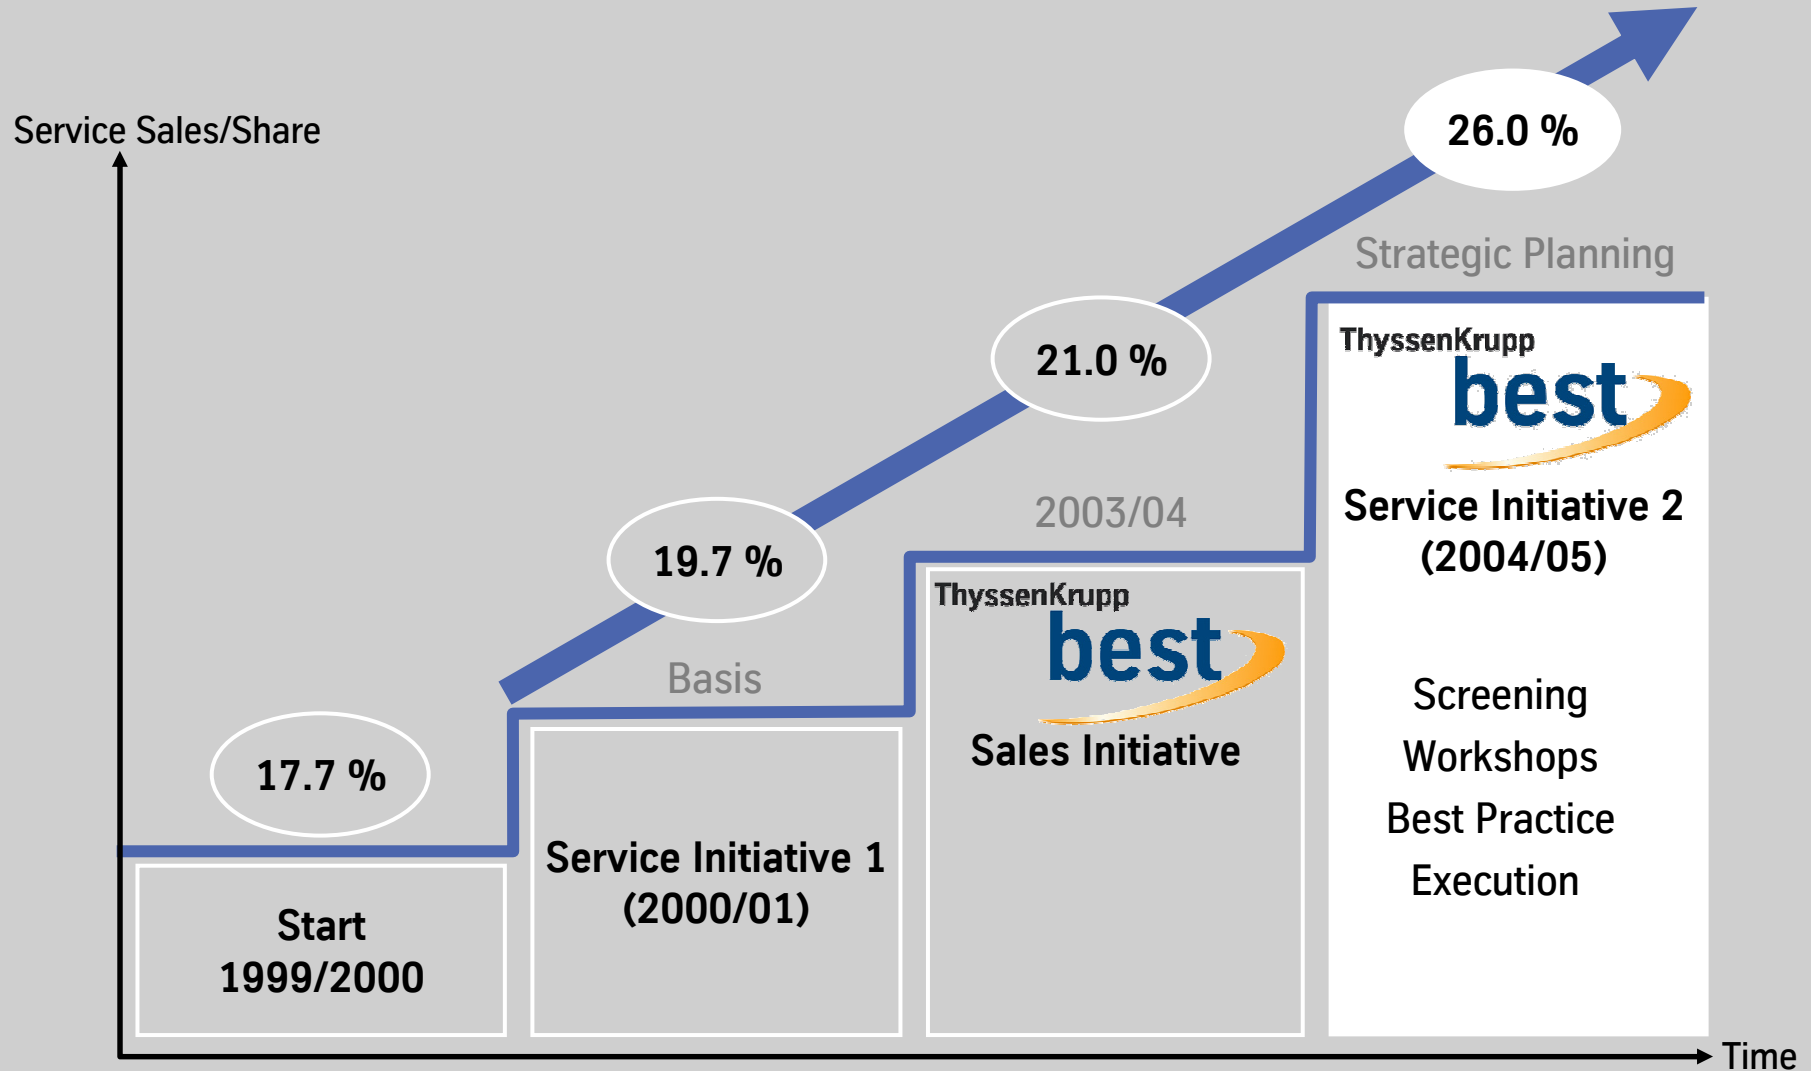 Service Sales/Share
17.7 %
Start
1999/2000
19.7 %
Basis
Service Initiative 1
(2000/01)
21.0 %
2003/04
ThyssenKrupp
best
Sales Initiative
26.0 %
Strategic Planning
ThyssenKrupp
best
Service Initiative 2
(2004/05)
Screening
Workshops
Best Practice
Execution
Time